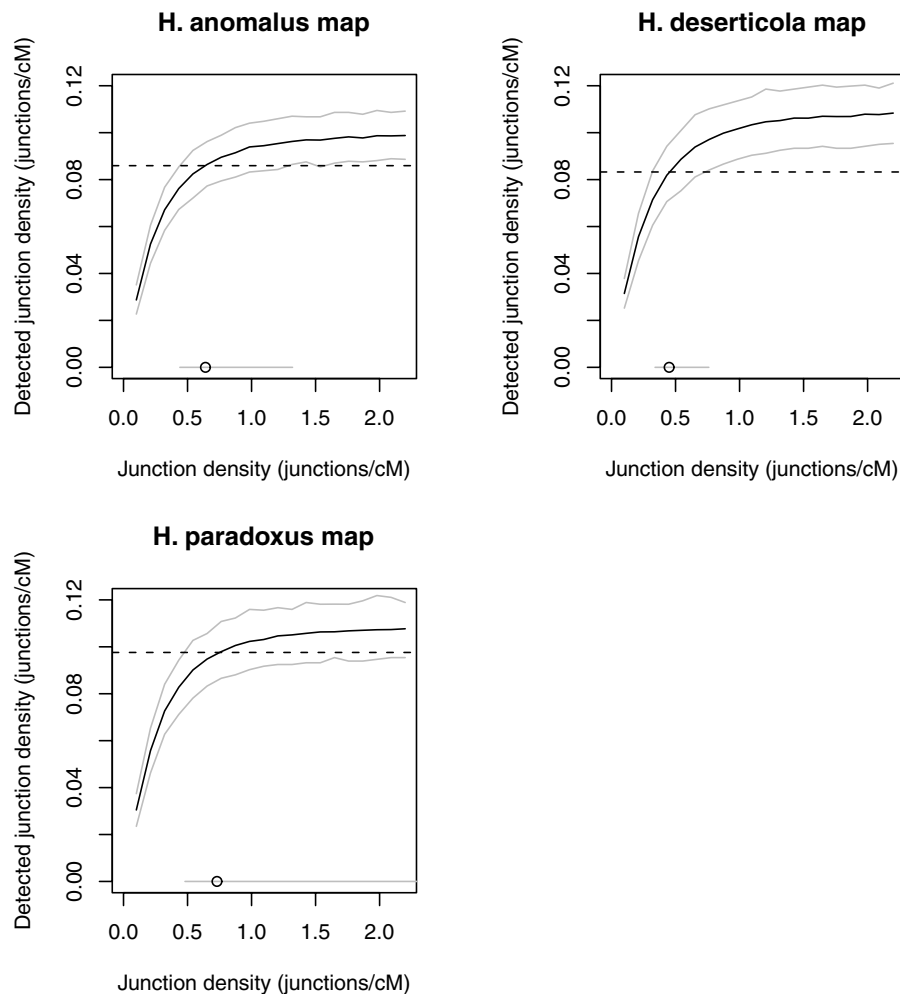 H. anomalus map
Detected junction density (junctions/cM)
0.12
0.08
0.04
0.00
0.0 0.5 1.0 1.5 2.0
Junction density (junctions/cM)
H. deserticola map
Detected junction density (junctions/cM)
0.12
0.08
0.04
0.00
0.0 0.5 1.0 1.5 2.0
Junction density (junctions/cM)
H. paradoxus map
Detected junction density (junctions/cM)
0.12
0.08
0.04
0.00
0.0 0.5 1.0 1.5 2.0
Junction density (junctions/cM)